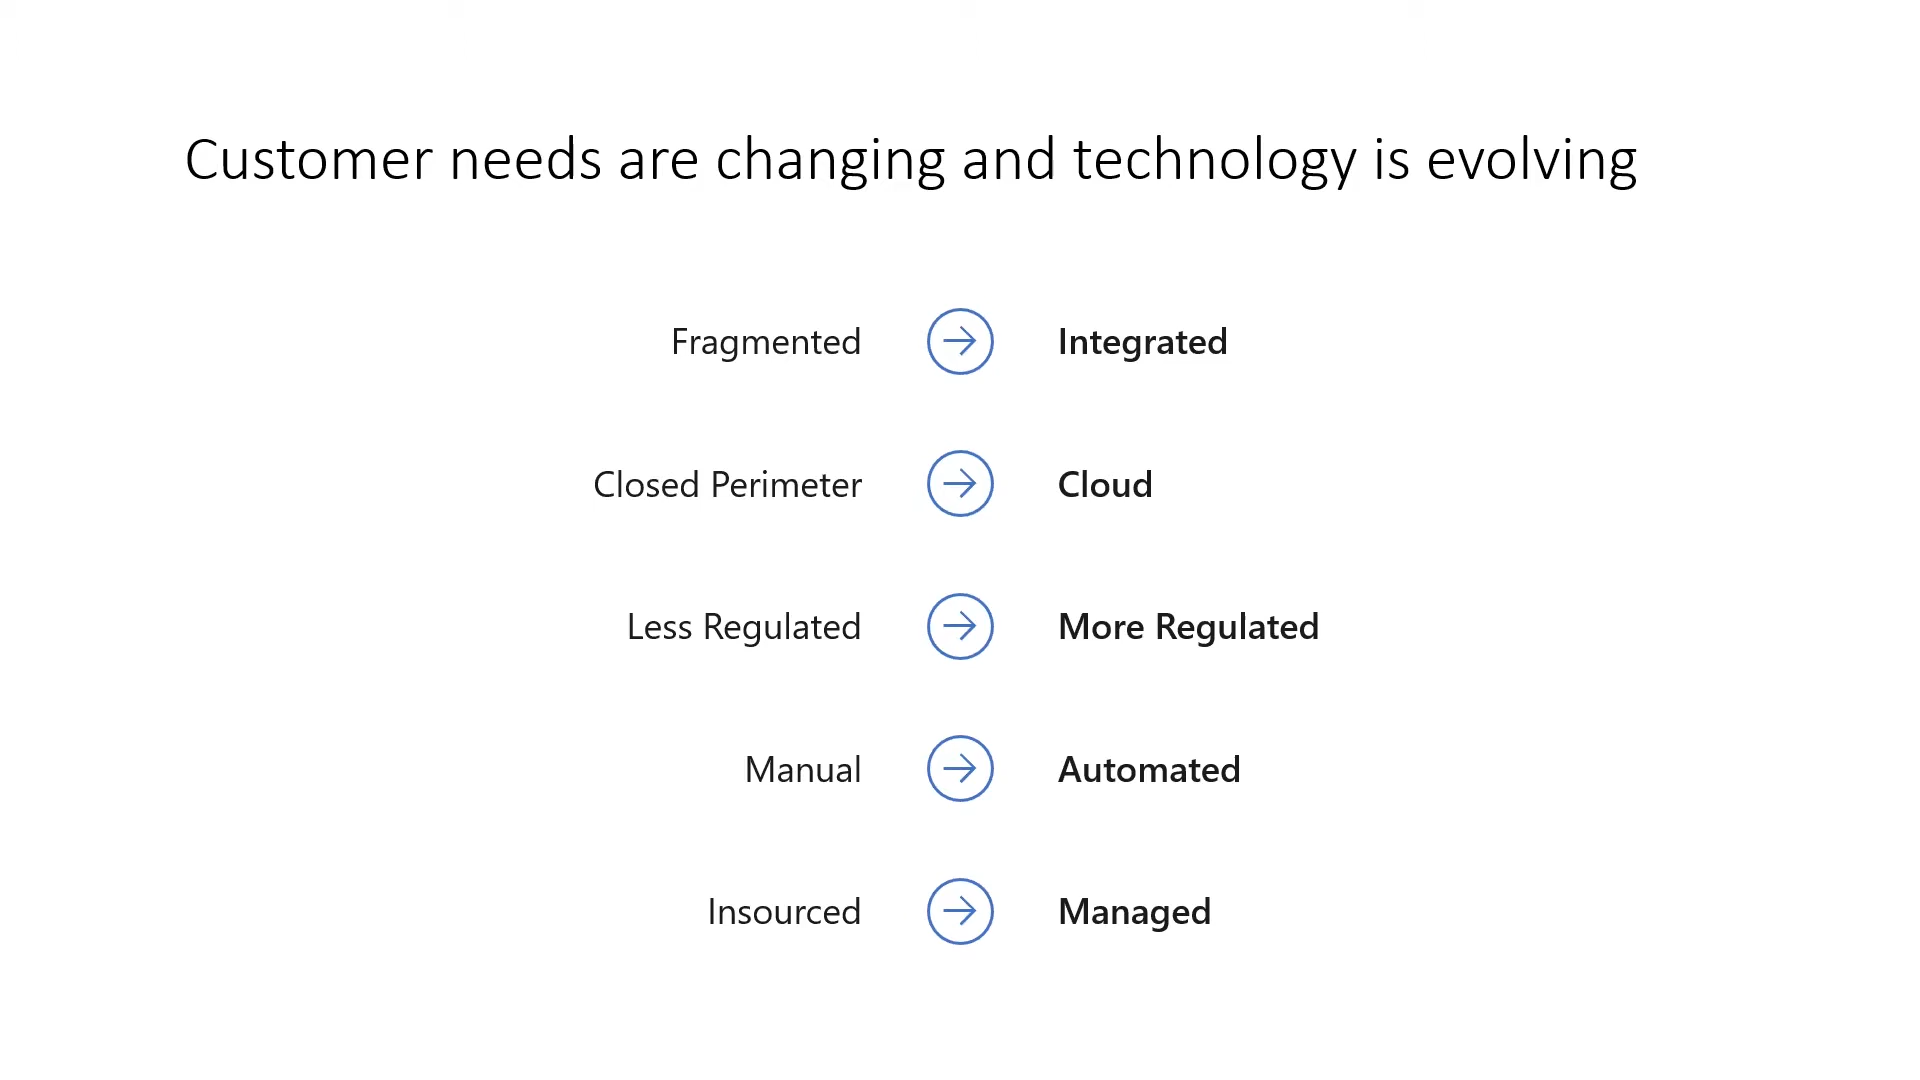 Customer needs are changing and technology is evolving
Fragmented Integrated
Closed Perimeter Cloud
Less Regulated More Regulated
Manual Automated
Insourced Managed